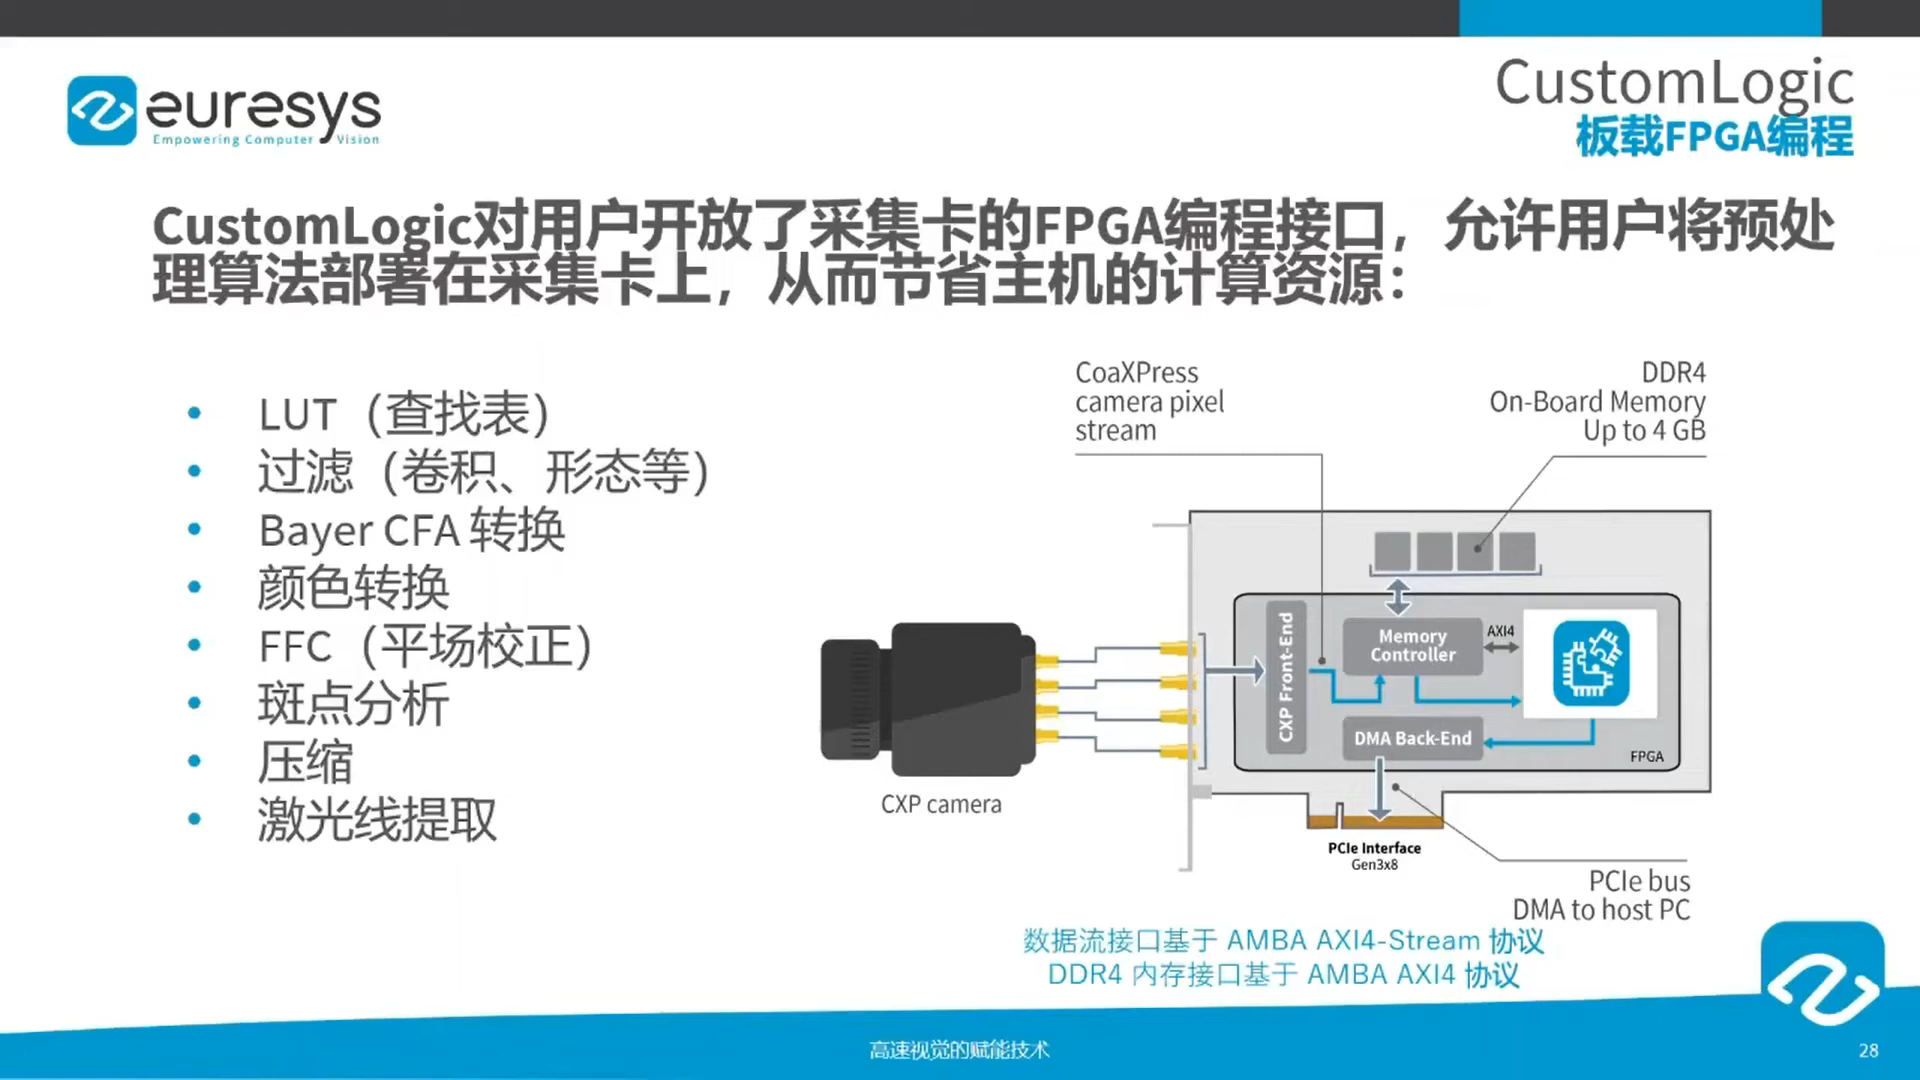 euresys
Empowering Computer Vision
CustomLogic
板载FPGA编程
CustomLogic对用户开放了采集卡的FPGA编程接口，允许用户将预处
理算法部署在采集卡上，从而节省主机的计算资源：
• LUT（查找表）
• 过滤（卷积、形态等）
• Bayer CFA 转换
• 颜色转换
• FFC（平场校正）
• 斑点分析
• 压缩
• 激光线提取
CoaXPress
camera pixel
stream
DDR4
On-Board Memory
Up to 4 GB
CXP Front-End
Memory
Controller
AXI4
DMA Back-End
FPGA
CXP camera
PCIe Interface
Gen3x8
PCIe bus
DMA to host PC
数据流接口基于 AMBA AXI4-Stream 协议
DDR4 内存接口基于 AMBA AXI4 协议
高速视觉的赋能技术
28